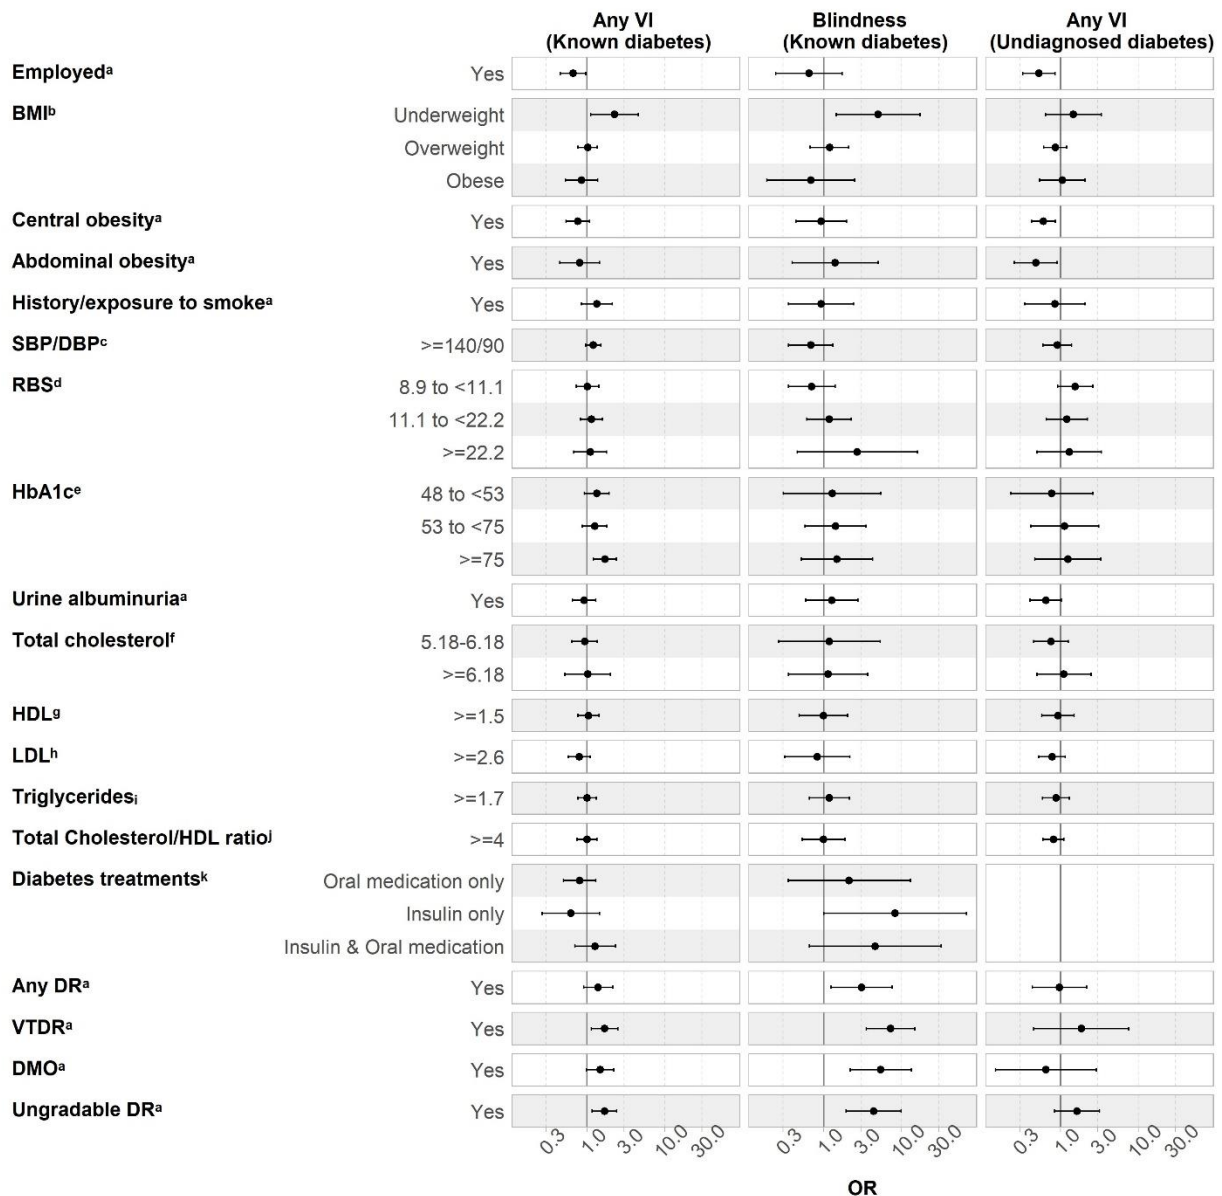 Any VI Blindness Any VI
(Known diabetes) (Known diabetes) (Undiagnosed diabetes)
Employedᵃ Yes
BMIᵇ Underweight
Overweight
Obese
Central obesityᵃ Yes
Abdominal obesityᵃ Yes
History/exposure to smokeᵃ Yes
SBP/DBPᶜ >=140/90
RBSᵈ 8.9 to <11.1
11.1 to <22.2
>=22.2
HbA1cᵉ 48 to <53
53 to <75
>=75
Urine albuminuriaᵃ Yes
Total cholesterolᶠ 5.18-6.18
>=6.18
HDLᵍ >=1.5
LDLʰ >=2.6
Triglyceridesᵢ >=1.7
Total Cholesterol/HDL ratioʲ >=4
Diabetes treatmentsᵏ Oral medication only
Insulin only
Insulin & Oral medication
Any DRᵃ Yes
VTDRᵃ Yes
DMOᵃ Yes
Ungradable DRᵃ Yes
0.3 1.0 3.0 10.0 30.0 0.3 1.0 3.0 10.0 30.0 0.3 1.0 3.0 10.0 30.0
OR